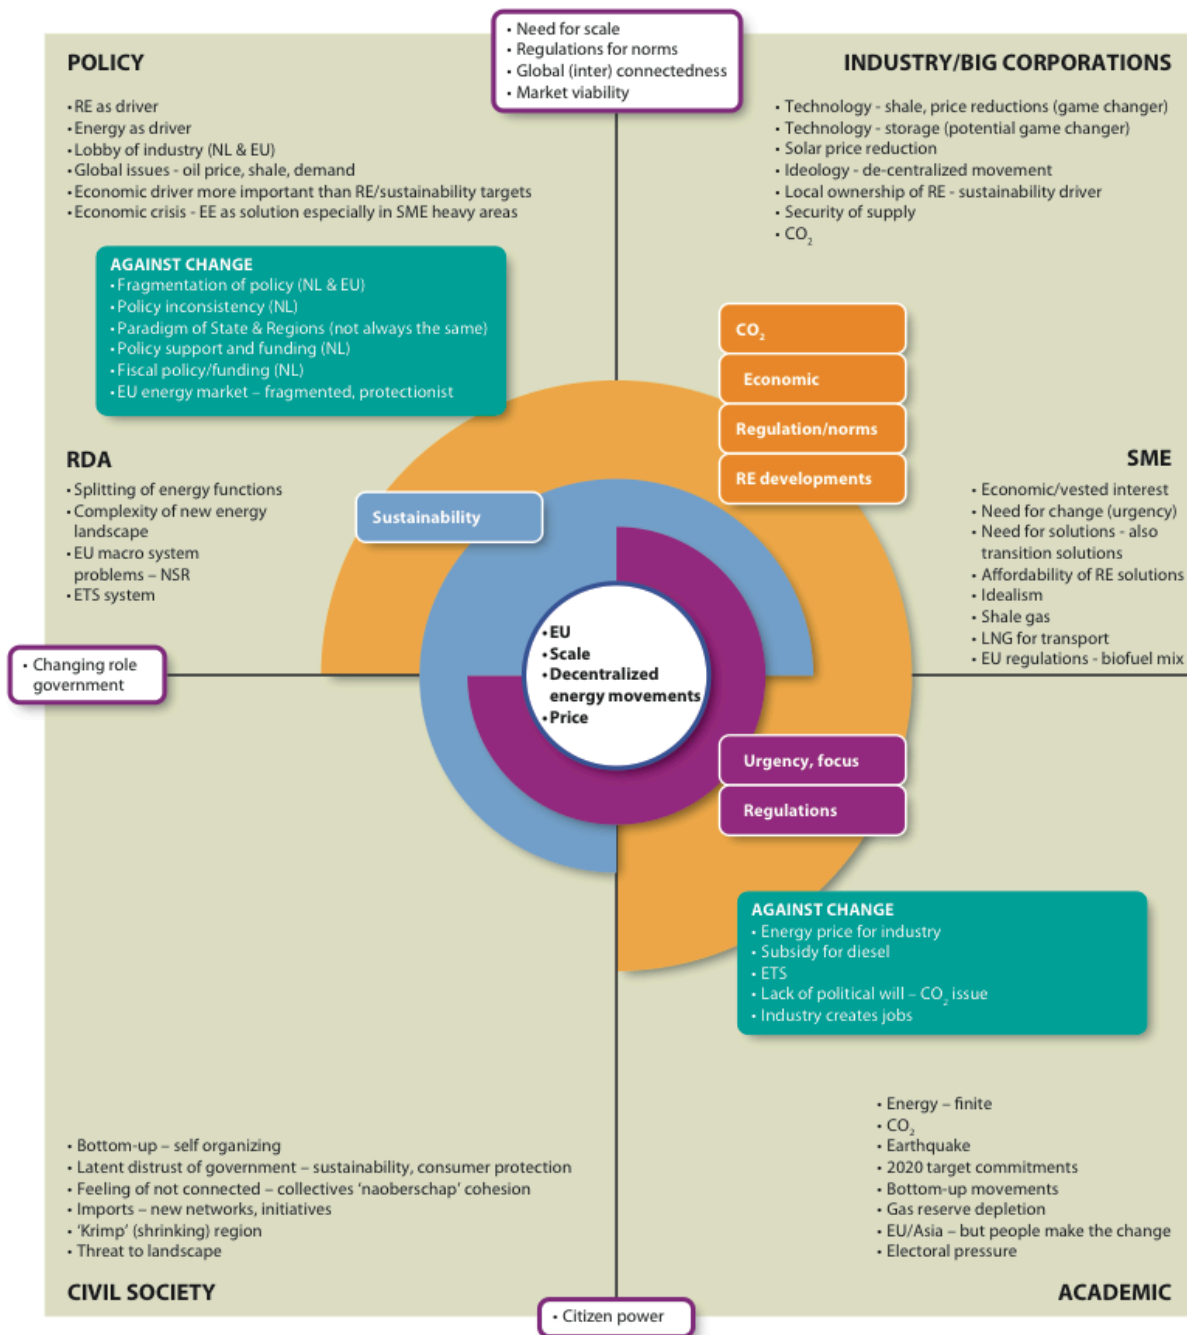 • Need for scale
• Regulations for norms
• Global (inter) connectedness
• Market viability
POLICY
• RE as driver
• Energy as driver
• Lobby of industry (NL & EU)
• Global issues - oil price, shale, demand
• Economic driver more important than RE/sustainability targets
• Economic crisis - EE as solution especially in SME heavy areas
INDUSTRY/BIG CORPORATIONS
• Technology - shale, price reductions (game changer)
• Technology - storage (potential game changer)
• Solar price reduction
• Ideology - de-centralized movement
• Local ownership of RE - sustainability driver
• Security of supply
• CO₂
AGAINST CHANGE
• Fragmentation of policy (NL & EU)
• Policy inconsistency (NL)
• Paradigm of State & Regions (not always the same)
• Policy support and funding (NL)
• Fiscal policy/funding (NL)
• EU energy market – fragmented, protectionist
CO₂
Economic
Regulation/norms
RE developments
RDA
• Splitting of energy functions
• Complexity of new energy
landscape
• EU macro system
problems – NSR
• ETS system
Sustainability
SME
• Economic/vested interest
• Need for change (urgency)
• Need for solutions - also
transition solutions
• Affordability of RE solutions
• Idealism
• Shale gas
• LNG for transport
• EU regulations - biofuel mix
• Changing role
government
• EU
• Scale
• Decentralized
energy movements
• Price
Urgency, focus
Regulations
AGAINST CHANGE
• Energy price for industry
• Subsidy for diesel
• ETS
• Lack of political will – CO₂ issue
• Industry creates jobs
• Bottom-up – self organizing
• Latent distrust of government – sustainability, consumer protection
• Feeling of not connected – collectives ‘naoberschap’ cohesion
• Imports – new networks, initiatives
• ‘Krimp’ (shrinking) region
• Threat to landscape
CIVIL SOCIETY
• Energy – finite
• CO₂
• Earthquake
• 2020 target commitments
• Bottom-up movements
• Gas reserve depletion
• EU/Asia – but people make the change
• Electoral pressure
ACADEMIC
• Citizen power